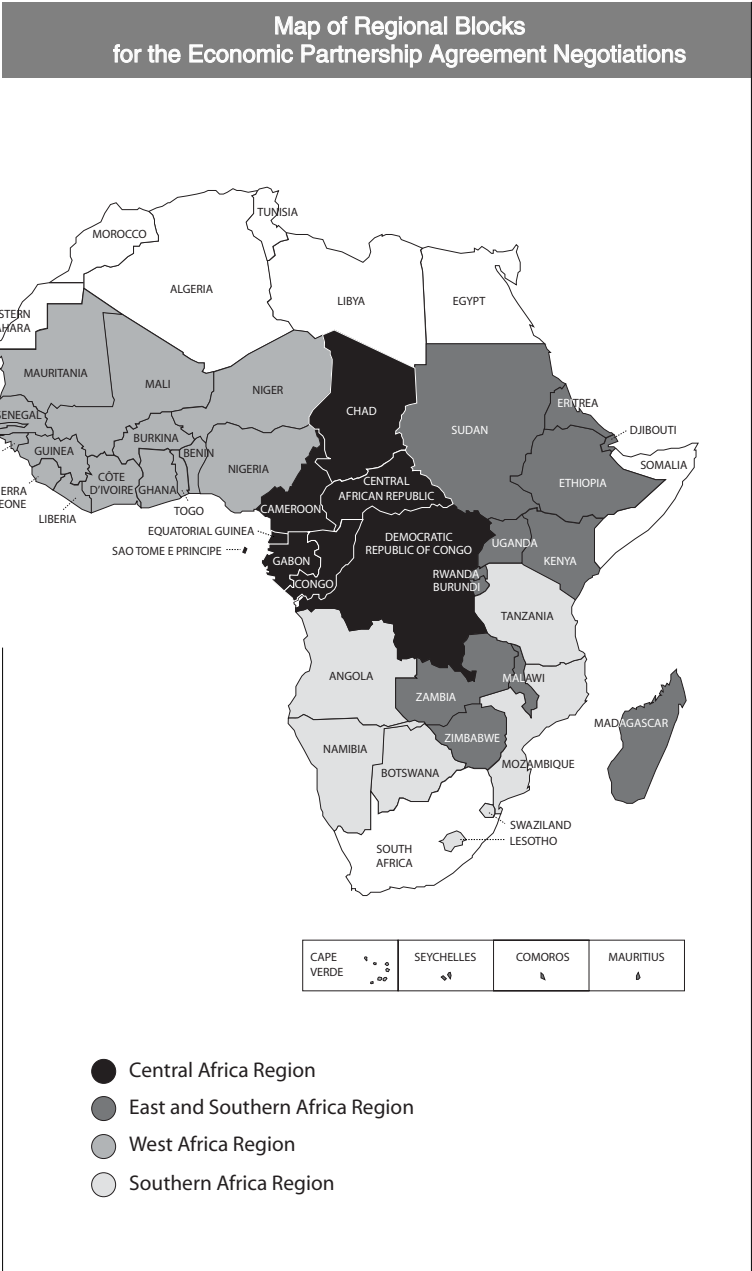 Map of Regional Blocks
for the Economic Partnership Agreement Negotiations
TUNISIA
MOROCCO
ALGERIA
LIBYA
EGYPT
STERN
AHARA
MAURITANIA
MALI
NIGER
CHAD
SUDAN
ERITREA
DJIBOUTI
SOMALIA
ETHIOPIA
SENEGAL
GUINEA
BURKINA
BENIN
NIGERIA
CÔTE
D'IVOIRE
GHANA
TOGO
ERRA
EONE
LIBERIA
CENTRAL
AFRICAN REPUBLIC
CAMEROON
EQUATORIAL GUINEA
SAO TOME E PRINCIPE
GABON
CONGO
DEMOCRATIC
REPUBLIC OF CONGO
UGANDA
KENYA
RWANDA
BURUNDI
TANZANIA
ANGOLA
ZAMBIA
MALAWI
MADAGASCAR
ZIMBABWE
NAMIBIA
BOTSWANA
MOZAMBIQUE
SWAZILAND
LESOTHO
SOUTH
AFRICA
CAPE
VERDE
SEYCHELLES
COMOROS
MAURITIUS
Central Africa Region
East and Southern Africa Region
West Africa Region
Southern Africa Region